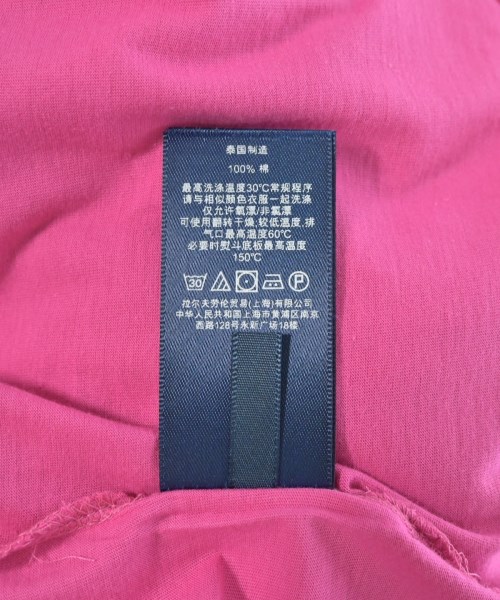 泰国制造
100% 棉
最高洗涤温度30℃常规程序
请与相似颜色衣服一起洗涤
仅允许氧漂/非氯漂
可使用翻转干燥;较低温度,排
气口最高温度60℃
必要时熨斗底板最高温度
150℃
30 P
拉尔夫劳伦贸易(上海)有限公司
中华人民共和国上海市黄浦区南京
西路128号永新广场18楼